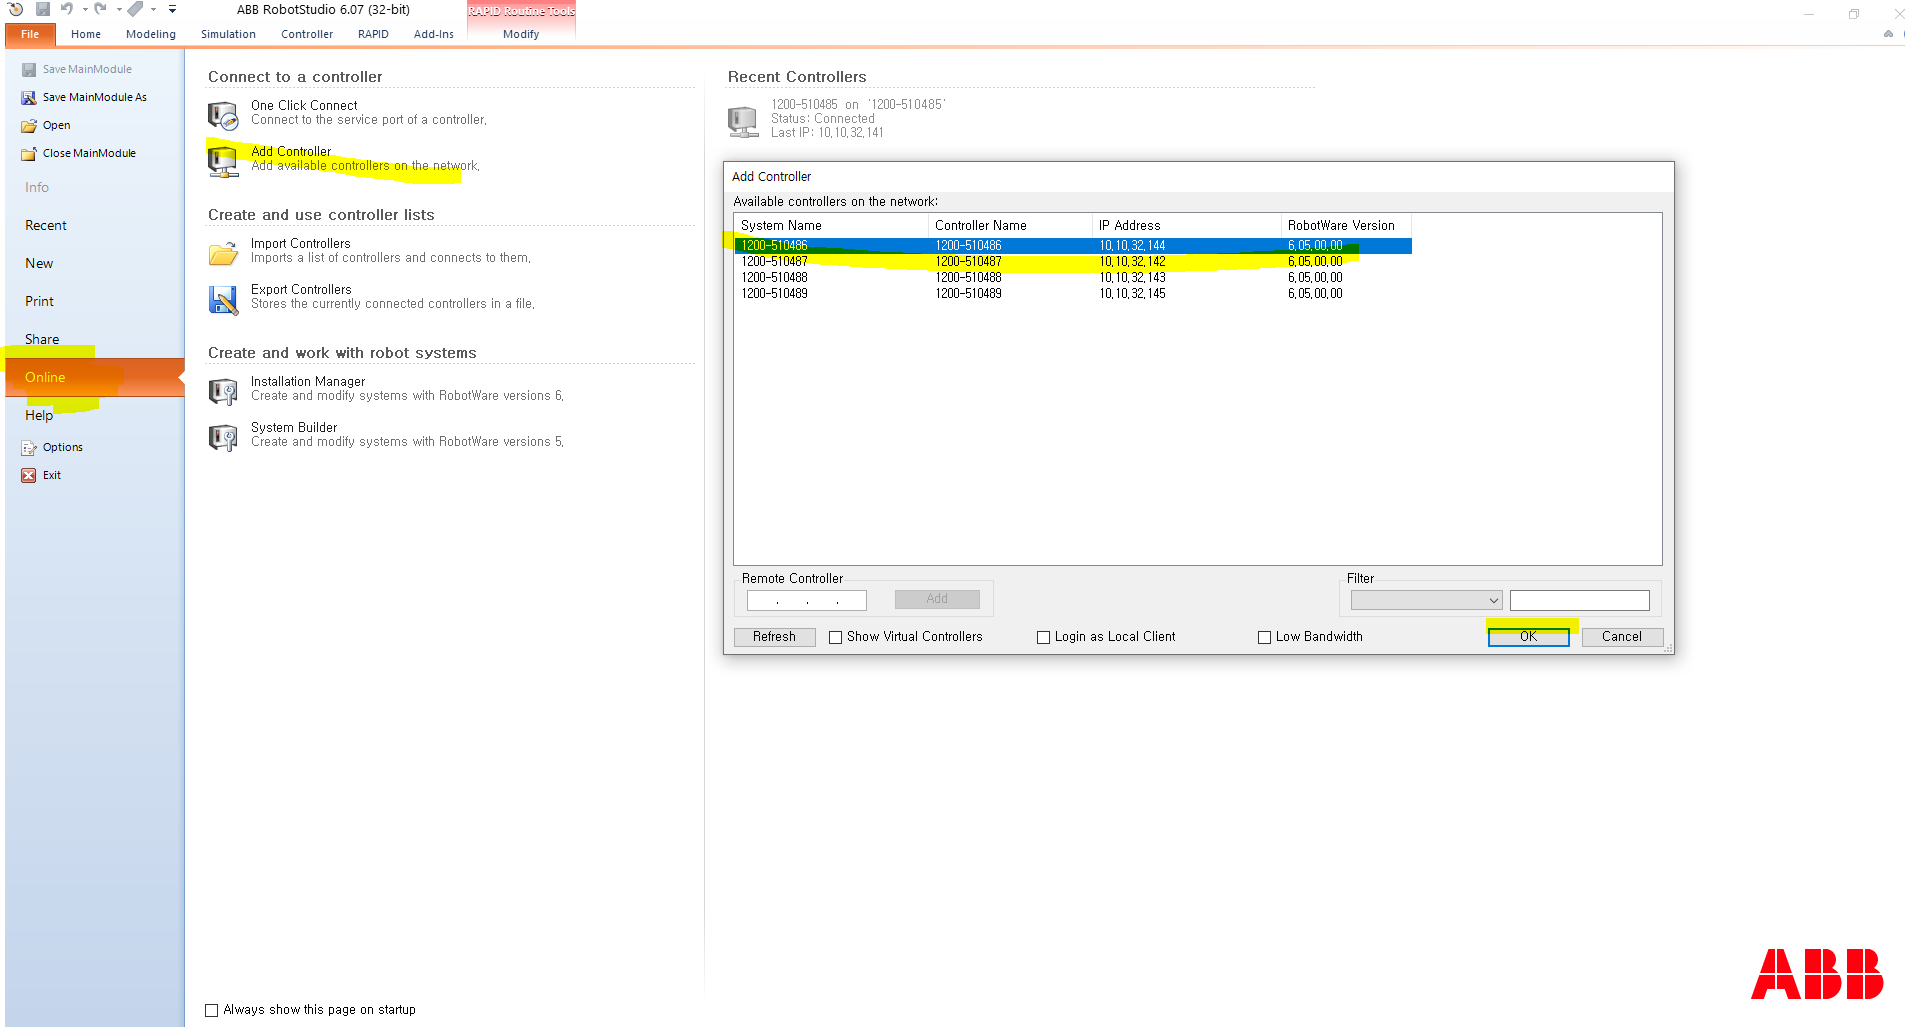 ABB RobotStudio 6.07 (32-bit)
RAPID Routine Tools
File
Home
Modeling
Simulation
Controller
RAPID
Add-Ins
Modify
Save MainModule
Save MainModule As
Open
Close MainModule
Info
Recent
New
Print
Share
Online
Help
Options
Exit
Connect to a controller
One Click Connect
Connect to the service port of a controller.
Add Controller
Add available controllers on the network.
Create and use controller lists
Import Controllers
Imports a list of controllers and connects to them.
Export Controllers
Stores the currently connected controllers in a file.
Create and work with robot systems
Installation Manager
Create and modify systems with RobotWare versions 6.
System Builder
Create and modify systems with RobotWare versions 5.
Always show this page on startup
Recent Controllers
1200-510485 on '1200-510485'
Status: Connected
Last IP: 10.10.32.141
Add Controller
Available controllers on the network:
System Name Controller Name IP Address RobotWare Version
1200-510486 1200-510486 10.10.32.144 6.05.00.00
1200-510487 1200-510487 10.10.32.142 6.05.00.00
1200-510488 1200-510488 10.10.32.143 6.05.00.00
1200-510489 1200-510489 10.10.32.145 6.05.00.00
Remote Controller
. . .
Add
Filter
Refresh
Show Virtual Controllers
Login as Local Client
Low Bandwidth
OK
Cancel
ABB